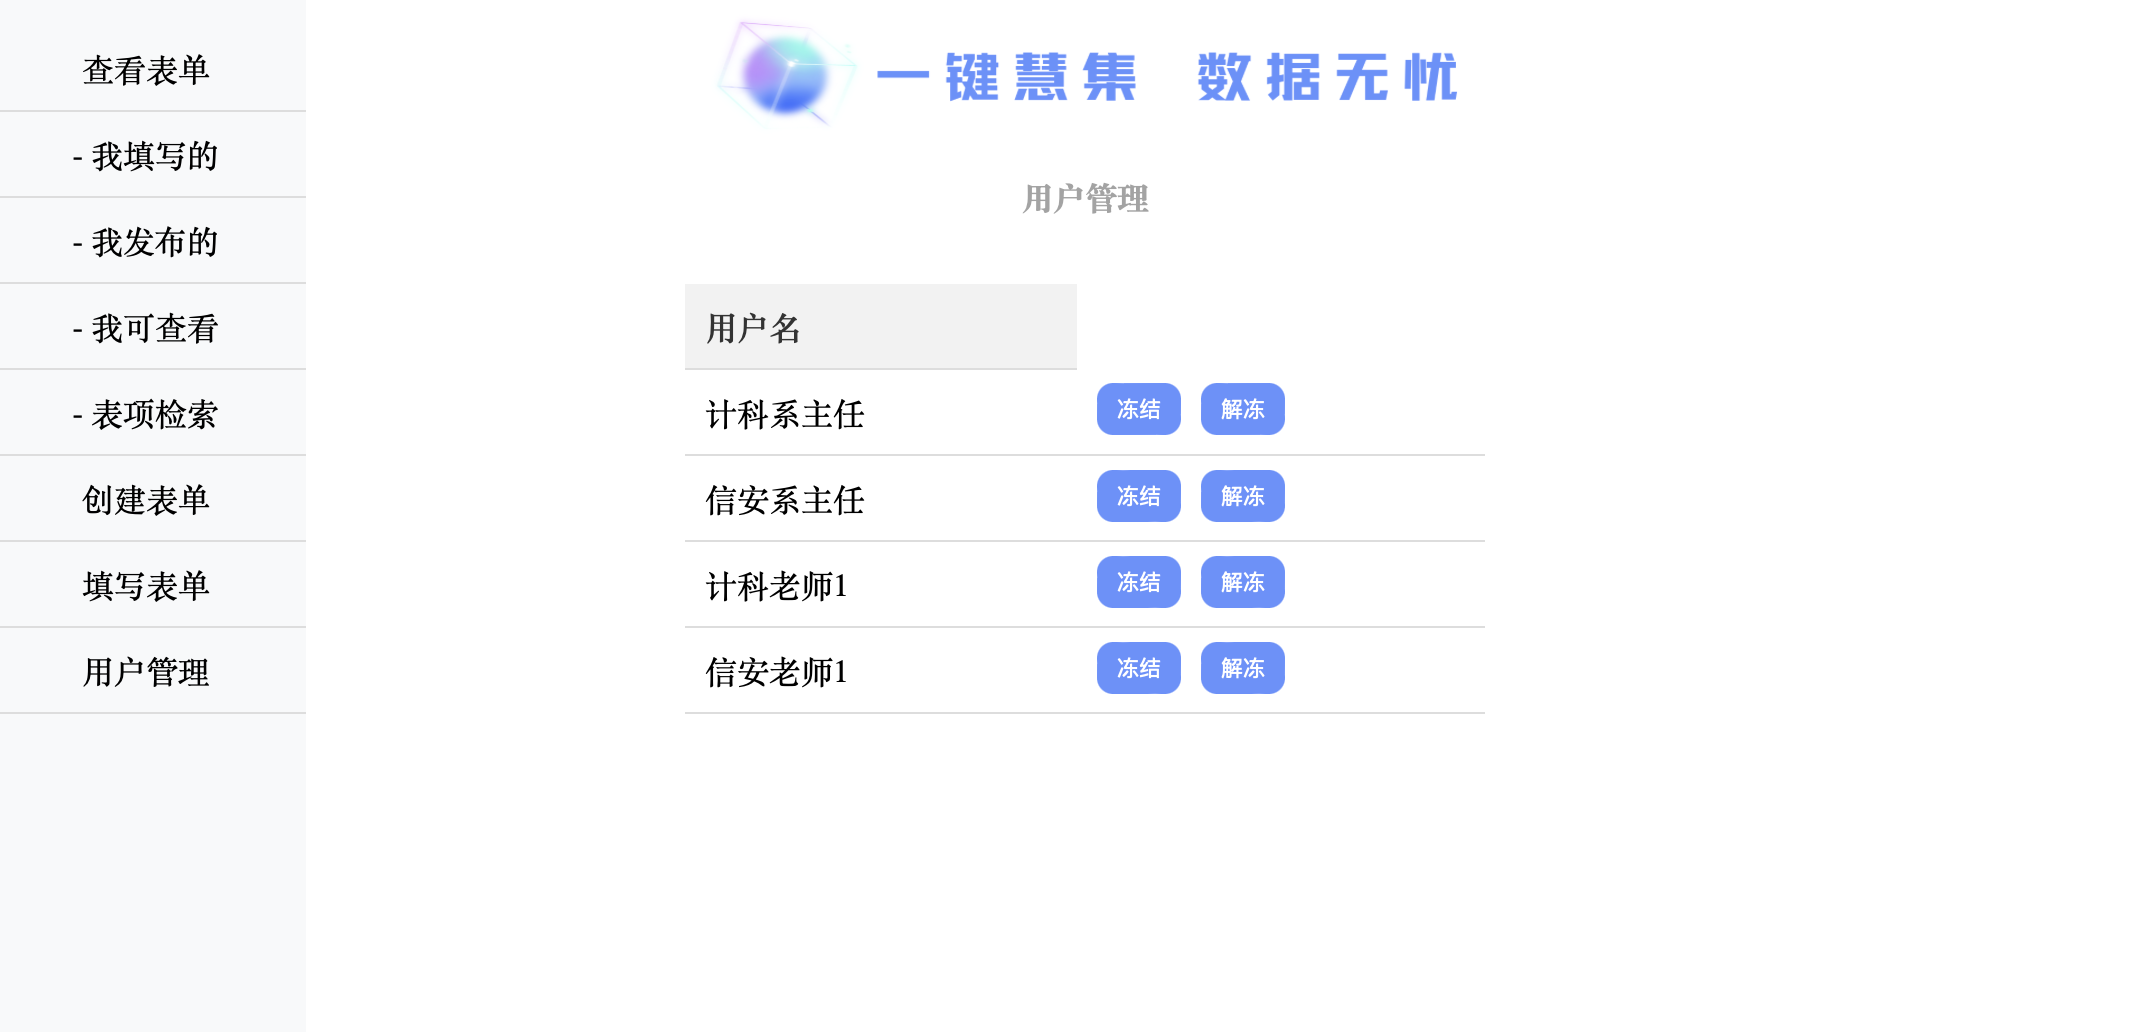 查看表单
- 我填写的
- 我发布的
- 我可查看
- 表项检索
创建表单
填写表单
用户管理
一键慧集 数据无忧
用户管理
用户名
计科系主任 冻结 解冻
信安系主任 冻结 解冻
计科老师1 冻结 解冻
信安老师1 冻结 解冻